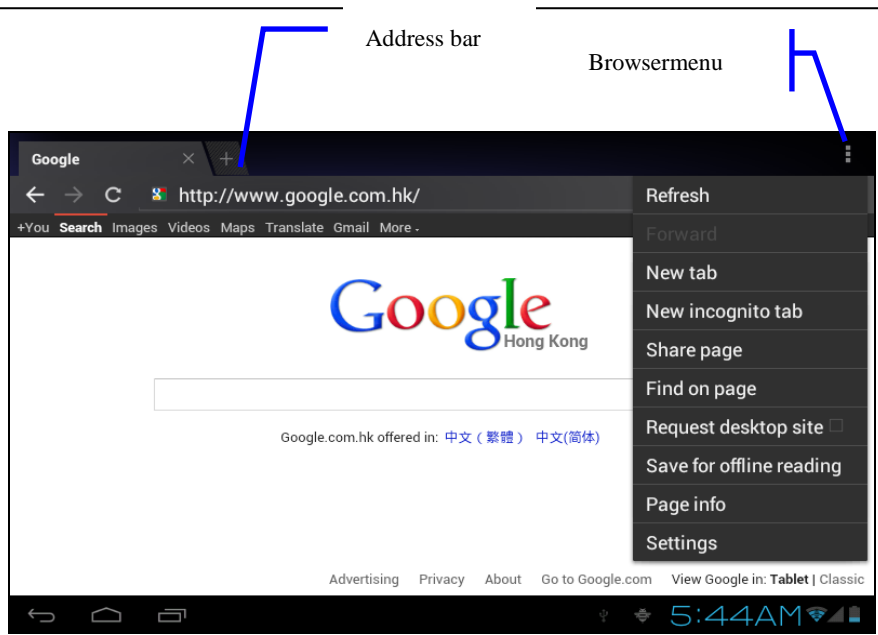 Address bar
Browsermenu
Google
http://www.google.com.hk/
+You Search Images Videos Maps Translate Gmail More
Refresh
Forward
New tab
New incognito tab
Share page
Find on page
Request desktop site
Save for offline reading
Page info
Settings
Google
Hong Kong
Google.com.hk offered in: 中文（繁體） 中文(简体)
Advertising Privacy About Go to Google.com View Google in: Tablet | Classic
5:44AM